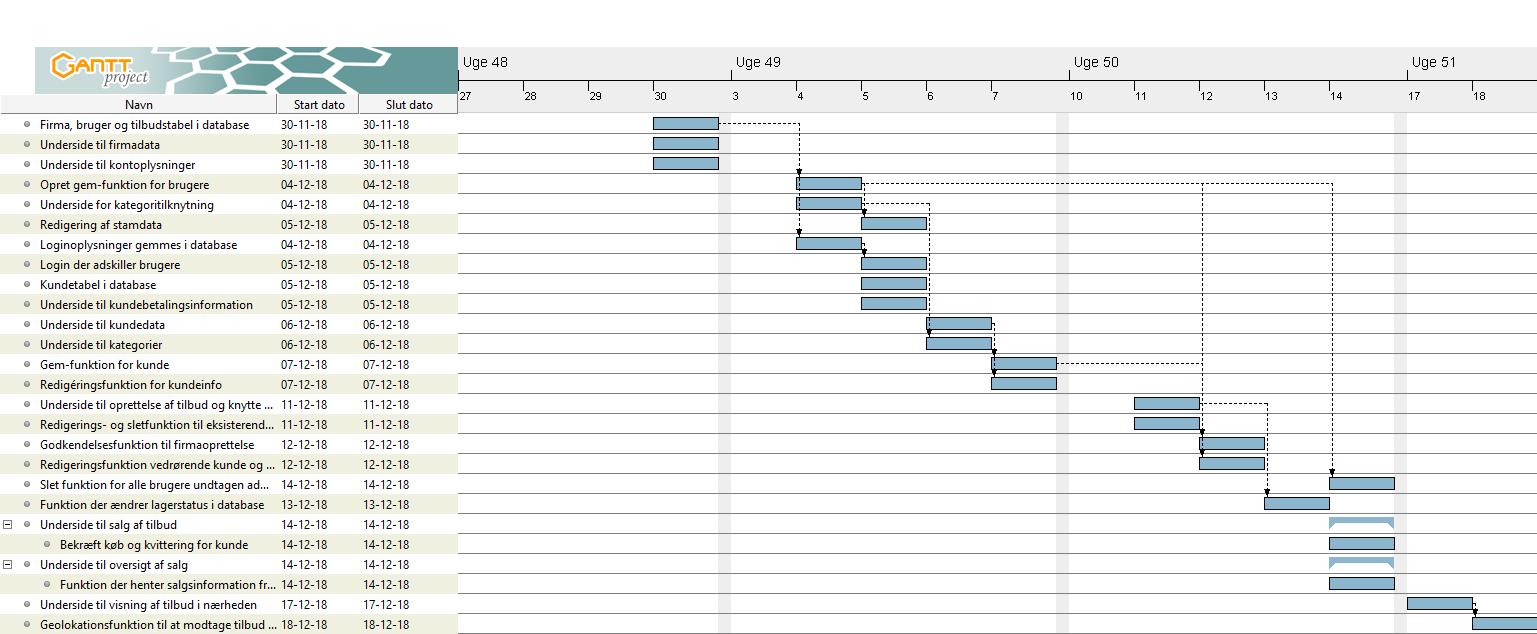 GANTT project
Uge 48 Uge 49 Uge 50 Uge 51
27 28 29 30 3 4 5 6 7 10 11 12 13 14 17 18
Navn Start dato Slut dato
Firma, bruger og tilbudstabel i database 30-11-18 30-11-18
Underside til firmadata 30-11-18 30-11-18
Underside til kontoplysninger 30-11-18 30-11-18
Opret gem-funktion for brugere 04-12-18 04-12-18
Underside for kategoritilknytning 04-12-18 04-12-18
Redigering af stamdata 05-12-18 05-12-18
Loginoplysninger gemmes i database 04-12-18 04-12-18
Login der adskiller brugere 05-12-18 05-12-18
Kundetabel i database 05-12-18 05-12-18
Underside til kundebetalingsinformation 05-12-18 05-12-18
Underside til kundedata 06-12-18 06-12-18
Underside til kategorier 06-12-18 06-12-18
Gem-funktion for kunde 07-12-18 07-12-18
Redigéringsfunktion for kundeinfo 07-12-18 07-12-18
Underside til oprettelse af tilbud og knytte ... 11-12-18 11-12-18
Redigerings- og sletfunktion til eksisterend... 11-12-18 11-12-18
Godkendelsesfunktion til firmaoprettelse 12-12-18 12-12-18
Redigeringsfunktion vedrørende kunde og ... 12-12-18 12-12-18
Slet funktion for alle brugere undtagen ad... 14-12-18 14-12-18
Funktion der ændrer lagerstatus i database 13-12-18 13-12-18
Underside til salg af tilbud 14-12-18 14-12-18
Bekræft køb og kvittering for kunde 14-12-18 14-12-18
Underside til oversigt af salg 14-12-18 14-12-18
Funktion der henter salgsinformation fr... 14-12-18 14-12-18
Underside til visning af tilbud i nærheden 17-12-18 17-12-18
Geolokationsfunktion til at modtage tilbud ... 18-12-18 18-12-18